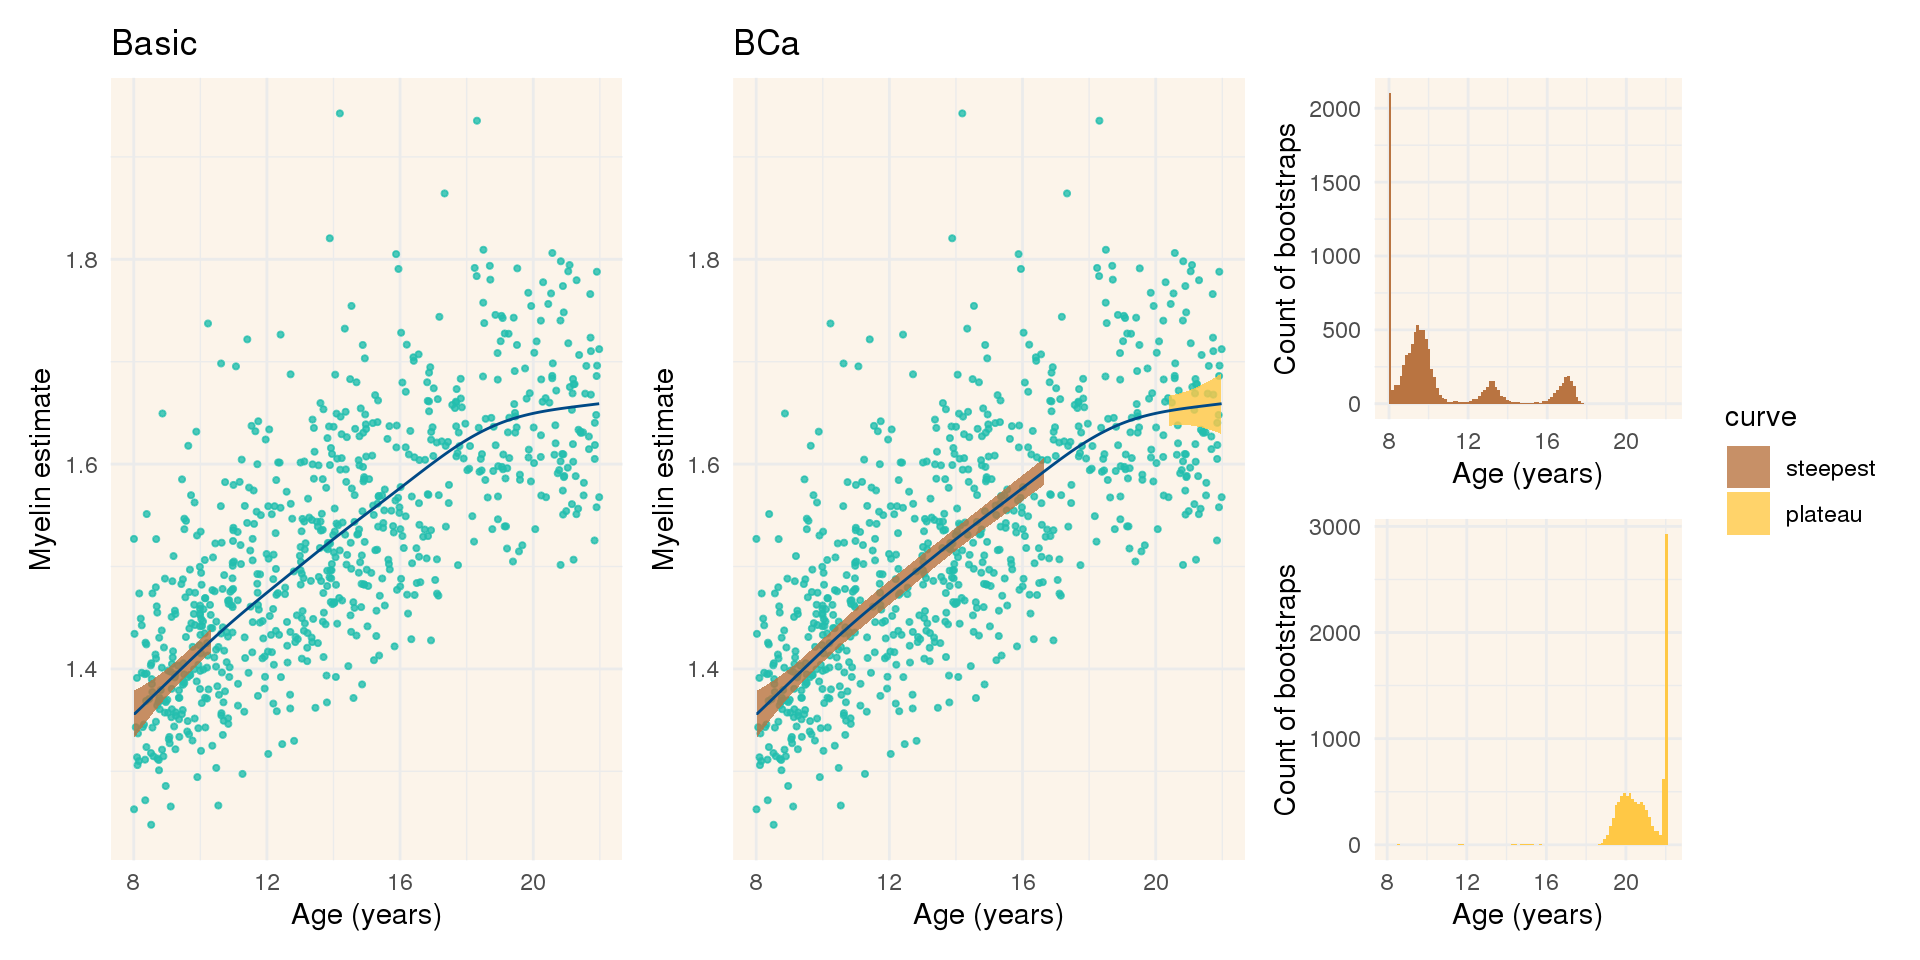 Basic
Myelin estimate
1.8
1.6
1.4
8 12 16 20
Age (years)
BCa
Myelin estimate
1.8
1.6
1.4
8 12 16 20
Age (years)
Count of bootstraps
2000
1500
1000
500
0
8 12 16 20
Age (years)
Count of bootstraps
3000
2000
1000
0
8 12 16 20
Age (years)
curve
steepest
plateau